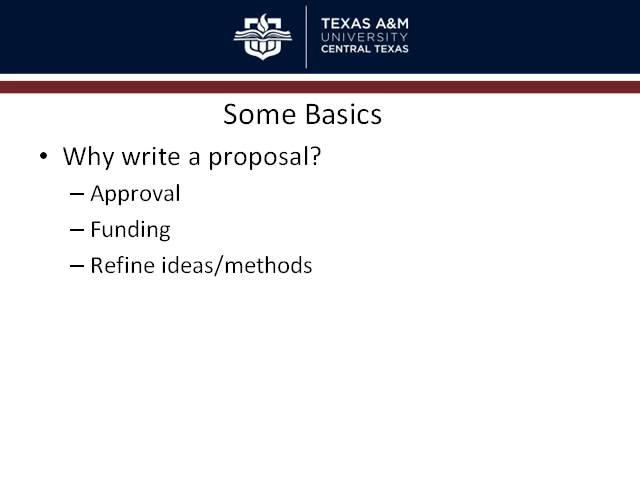 TEXAS A&M
UNIVERSITY
CENTRAL TEXAS
Some Basics
• Why write a proposal?
– Approval
– Funding
– Refine ideas/methods